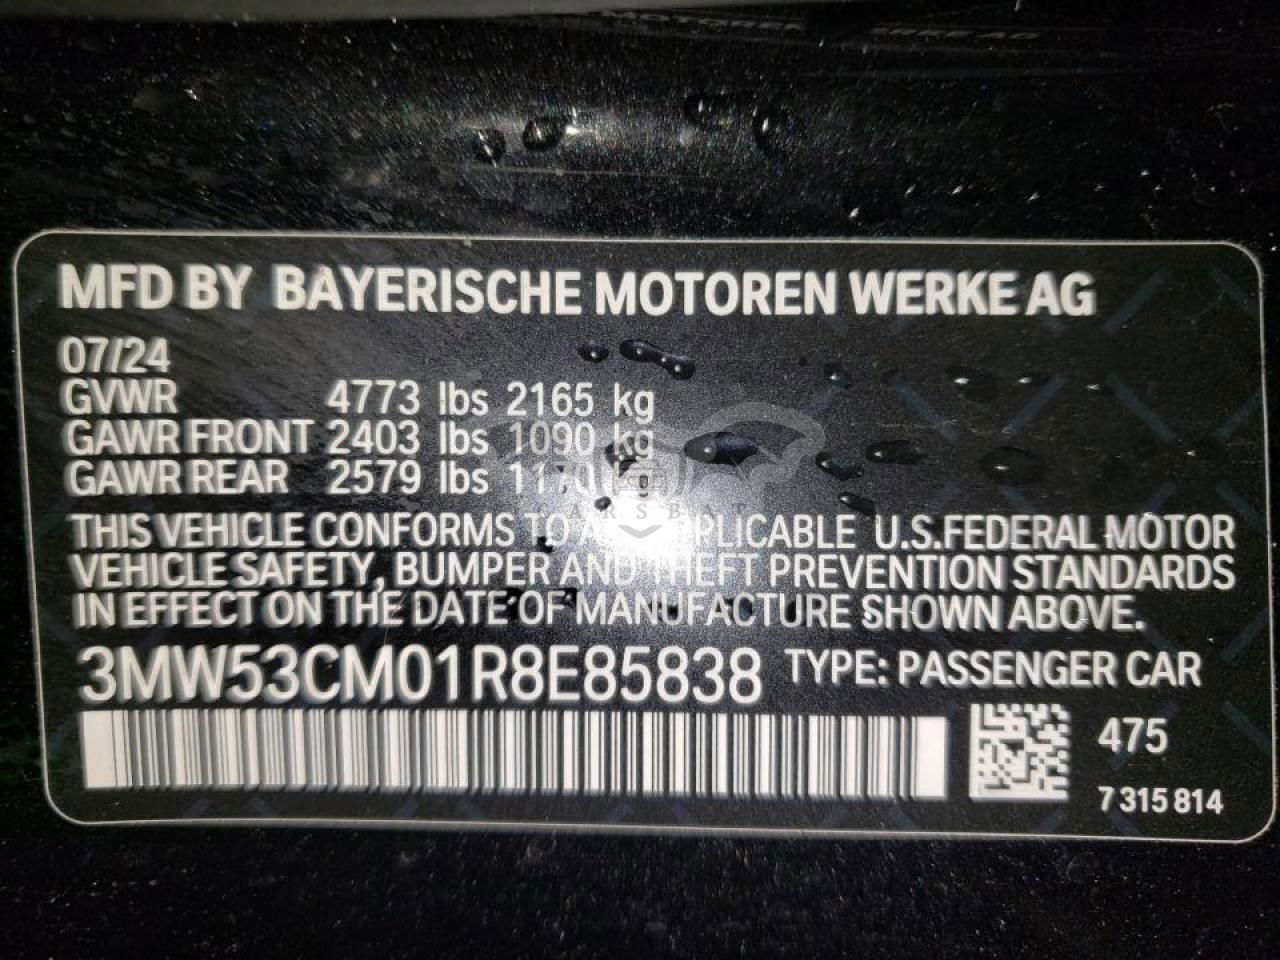 MFD BY BAYERISCHE MOTOREN WERKE AG
07/24
GVWR 4773 lbs 2165 kg
GAWR FRONT 2403 lbs 1090 kg
GAWR REAR 2579 lbs 1170
THIS VEHICLE CONFORMS TO APPLICABLE U.S.FEDERAL MOTOR
VEHICLE SAFETY, BUMPER AND THEFT PREVENTION STANDARDS
IN EFFECT ON THE DATE OF MANUFACTURE SHOWN ABOVE.
3MW53CM01R8E85838 TYPE: PASSENGER CAR
475
7 315 814